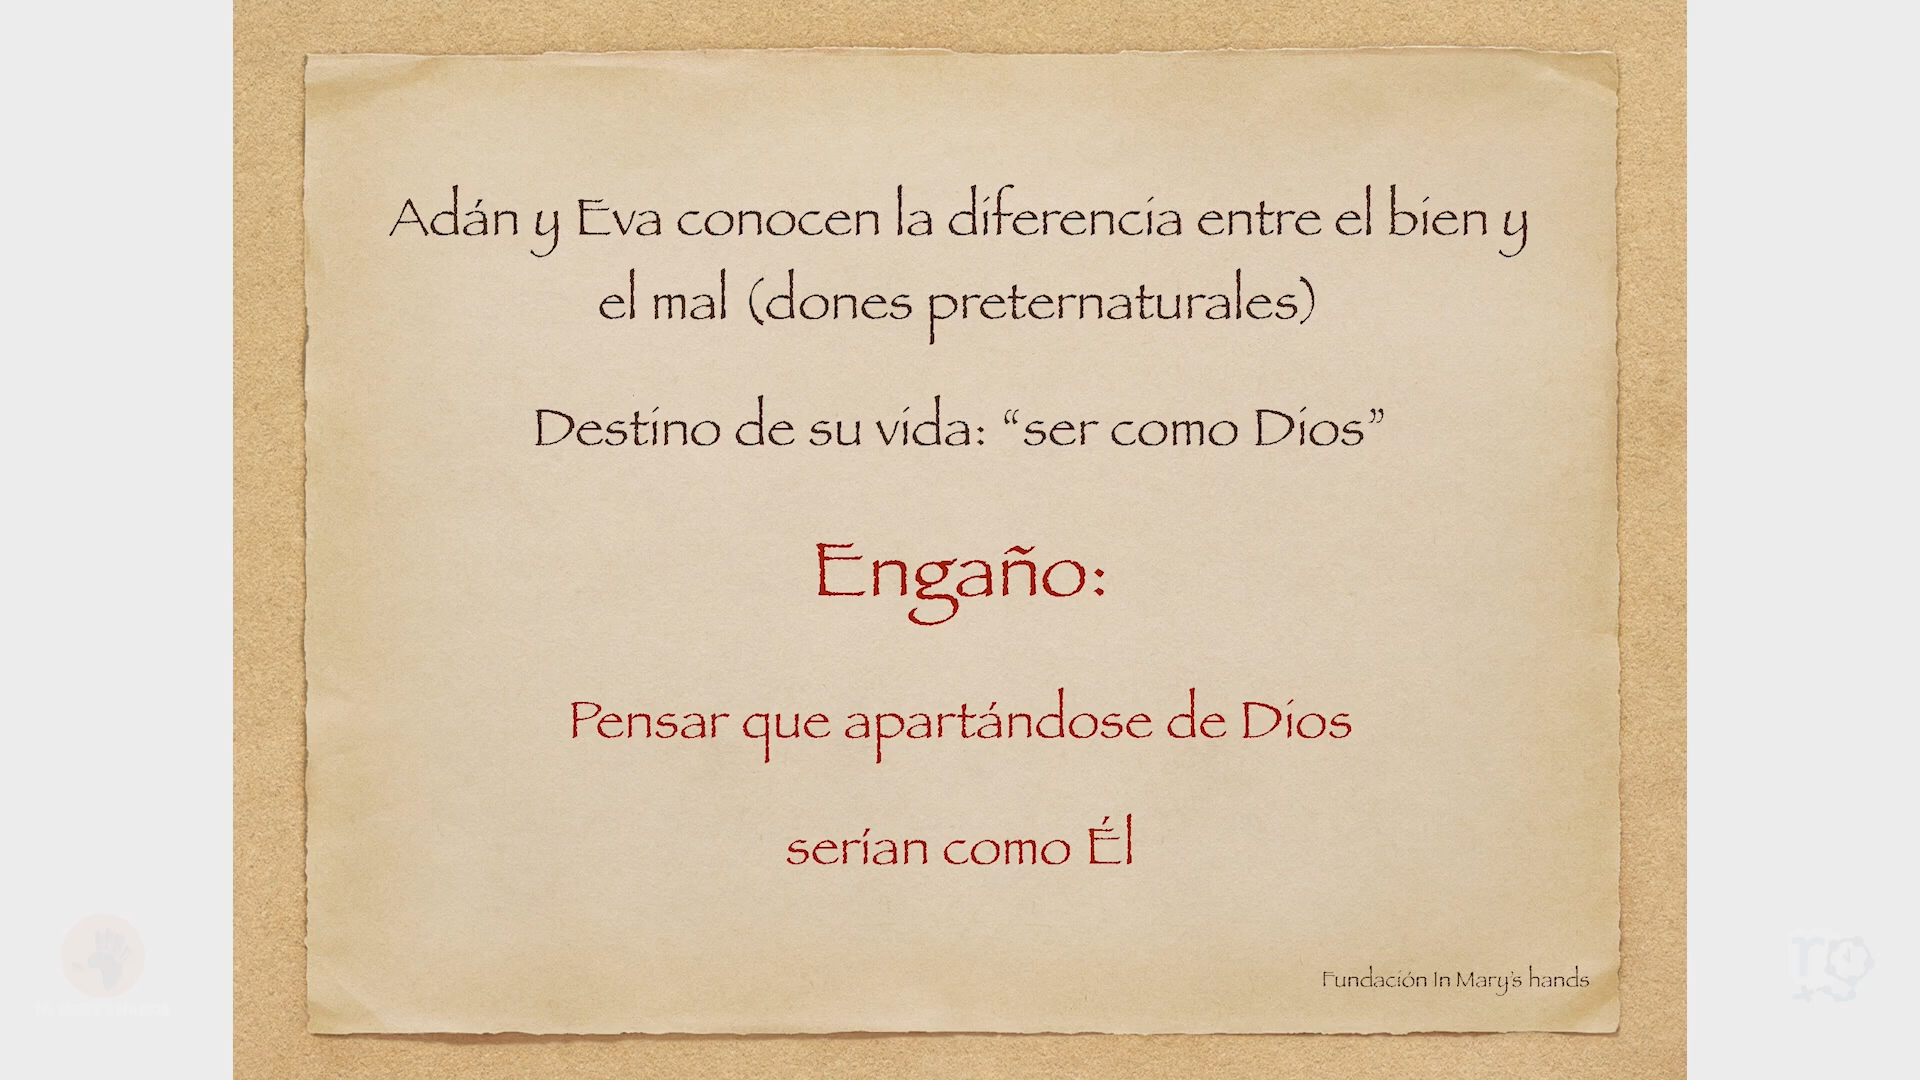 Adán y Eva conocen la diferencia entre el bien y
el mal (dones preternaturales)
Destino de su vida: “ser como Dios”
Engaño:
Pensar que apartándose de Dios
serían como Él
Fundación In Mary's hands